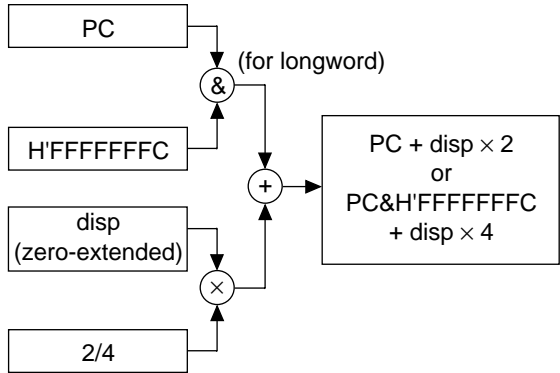 PC
(for longword)
&
H'FFFFFFFC
PC + disp × 2
or
PC&H'FFFFFFFC
+ disp × 4
+
disp
(zero-extended)
×
2/4